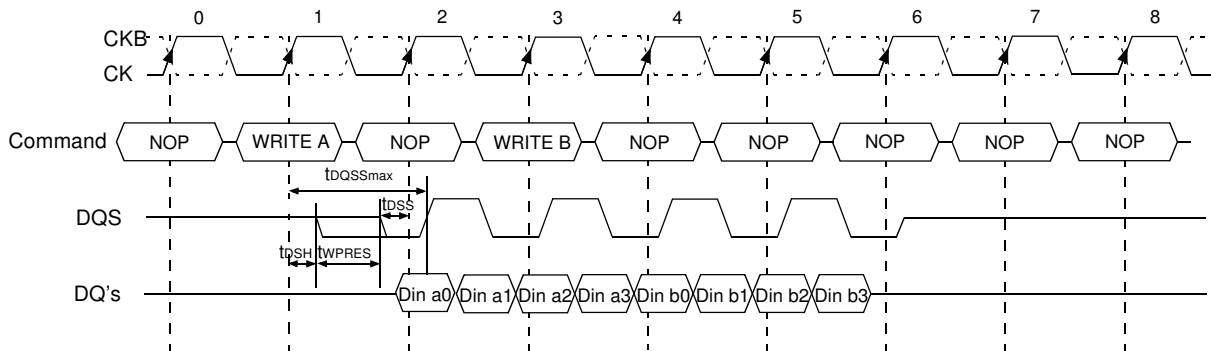 0 1 2 3 4 5 6 7 8
CKB
CK
Command NOP WRITE A NOP WRITE B NOP NOP NOP NOP NOP
tDQSSmax
DQS tDSS
tDSH tWPRES
DQ's Din a0 Din a1 Din a2 Din a3 Din b0 Din b1 Din b2 Din b3